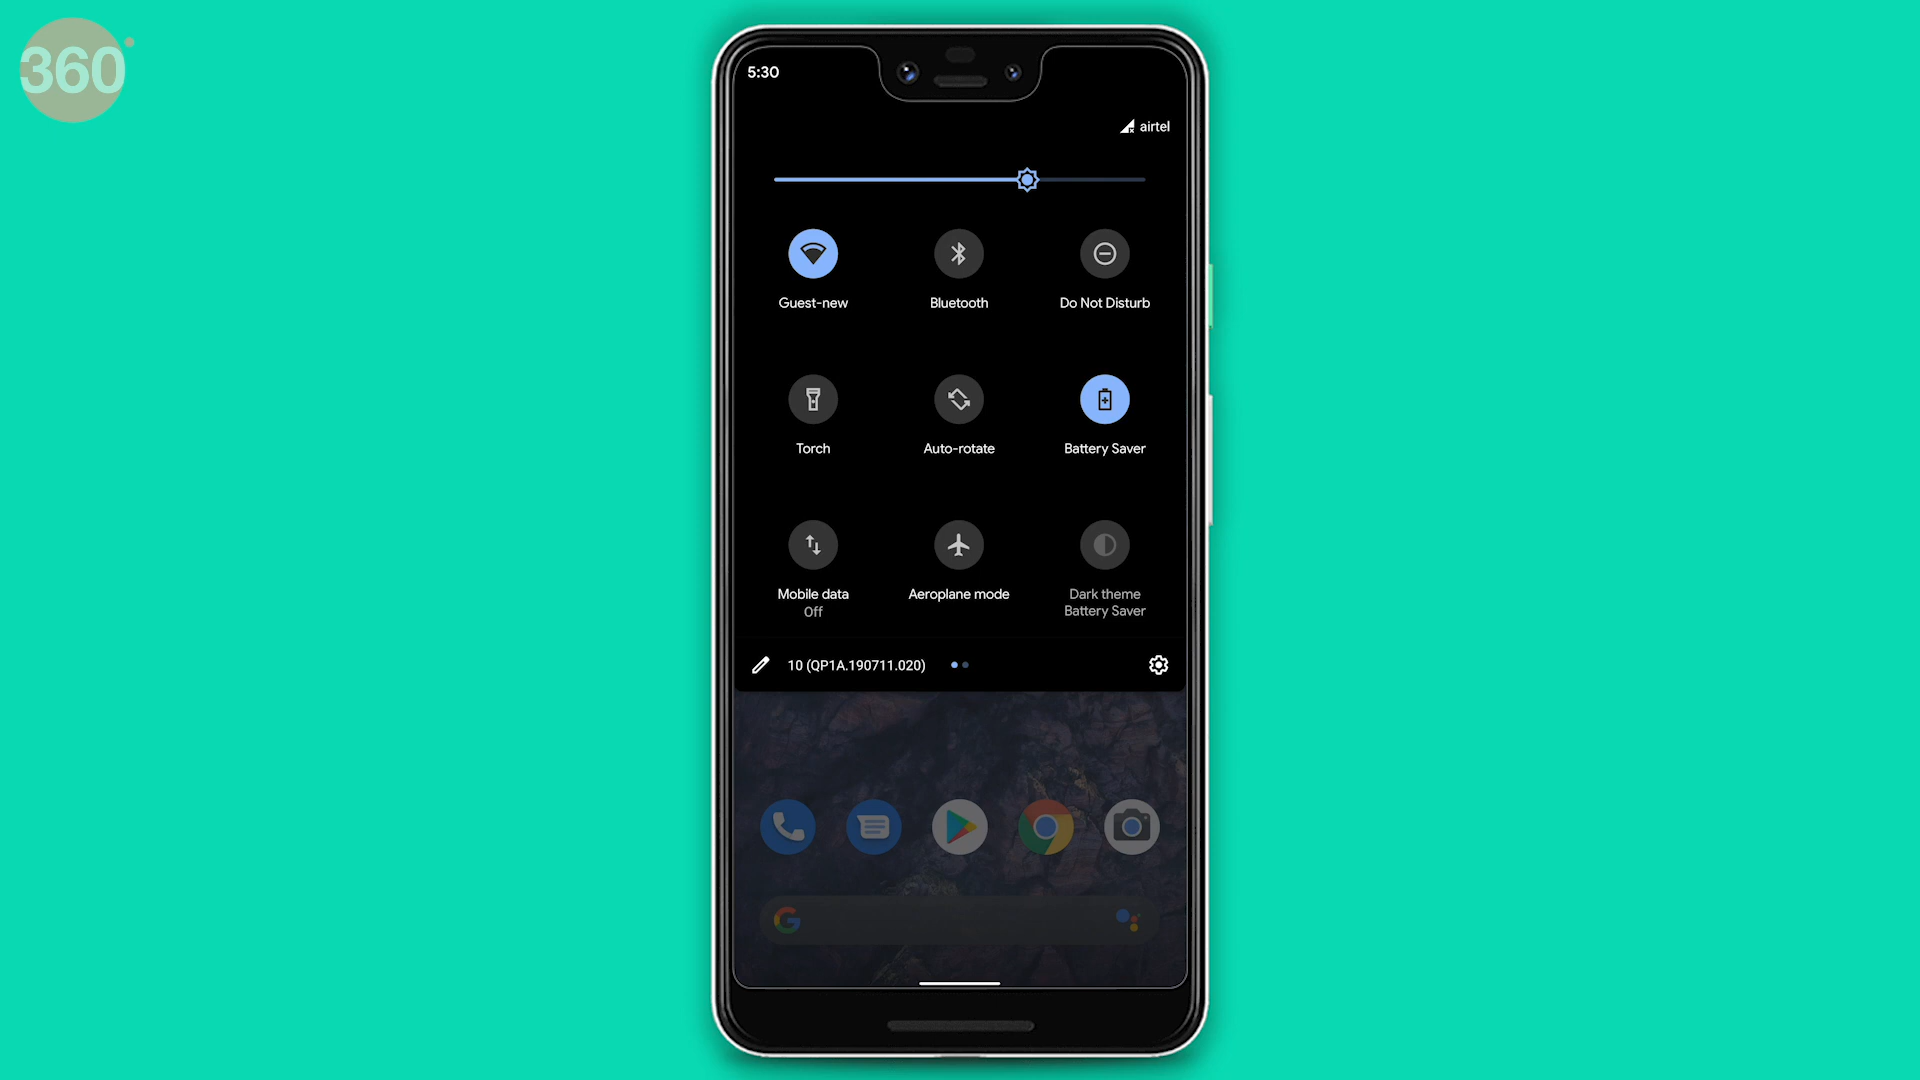 360
5:30
airtel
Guest-new
Bluetooth
Do Not Disturb
Torch
Auto-rotate
Battery Saver
Mobile data
Off
Aeroplane mode
Dark theme
Battery Saver
10 (QP1A.190711.020)